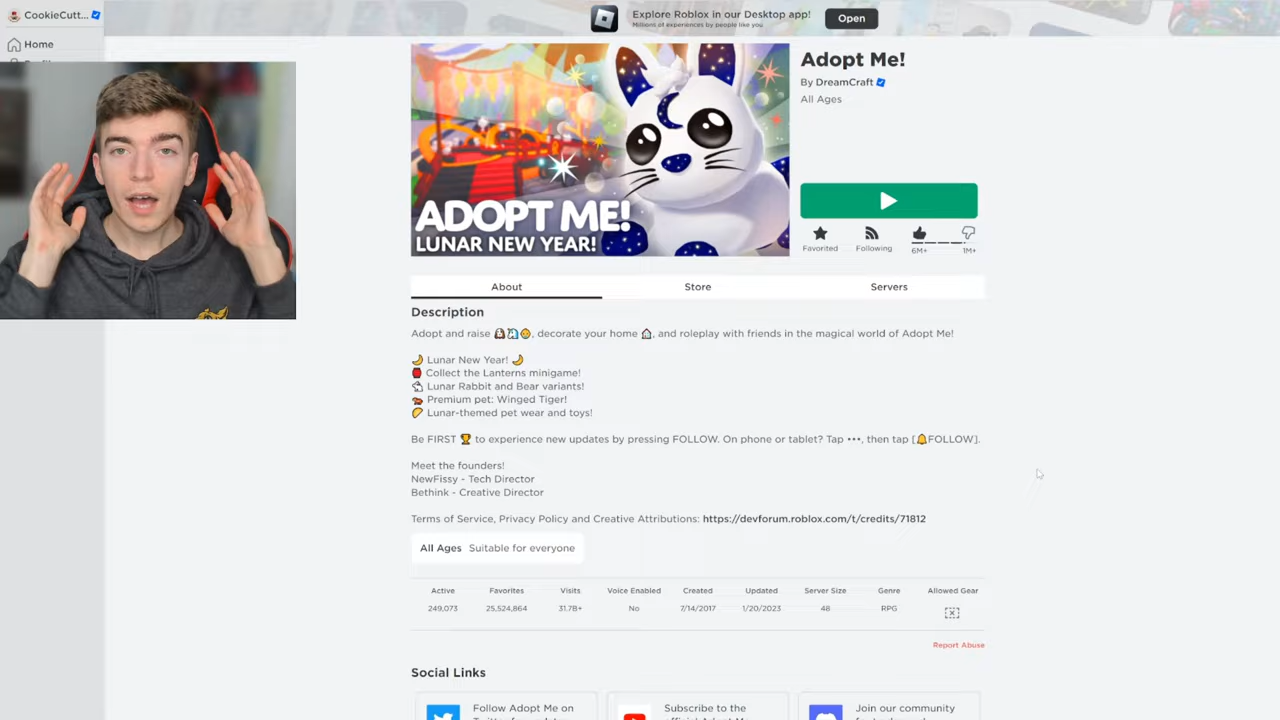 CookieCutt...
Explore Roblox in our Desktop app!
Millions of experiences by people like you
Open
Home
ADOPT ME!
LUNAR NEW YEAR!
Adopt Me!
By DreamCraft
All Ages
Favorited
Following
6M+
1M+
About
Store
Servers
Description
Adopt and raise 🐶🦄👶, decorate your home 🏠, and roleplay with friends in the magical world of Adopt Me!
🌙 Lunar New Year! 🌙
🏮 Collect the Lanterns minigame!
🐇 Lunar Rabbit and Bear variants!
🐅 Premium pet: Winged Tiger!
🥠 Lunar-themed pet wear and toys!
Be FIRST 🏆 to experience new updates by pressing FOLLOW. On phone or tablet? Tap •••, then tap [🔔FOLLOW].
Meet the founders!
NewFissy - Tech Director
Bethink - Creative Director
Terms of Service, Privacy Policy and Creative Attributions: https://devforum.roblox.com/t/credits/71812
All Ages Suitable for everyone
Active Favorites Visits Voice Enabled Created Updated Server Size Genre Allowed Gear
249,073 25,524,864 31.7B+ No 7/14/2017 1/20/2023 48 RPG
Report Abuse
Social Links
Follow Adopt Me on
Subscribe to the
Join our community